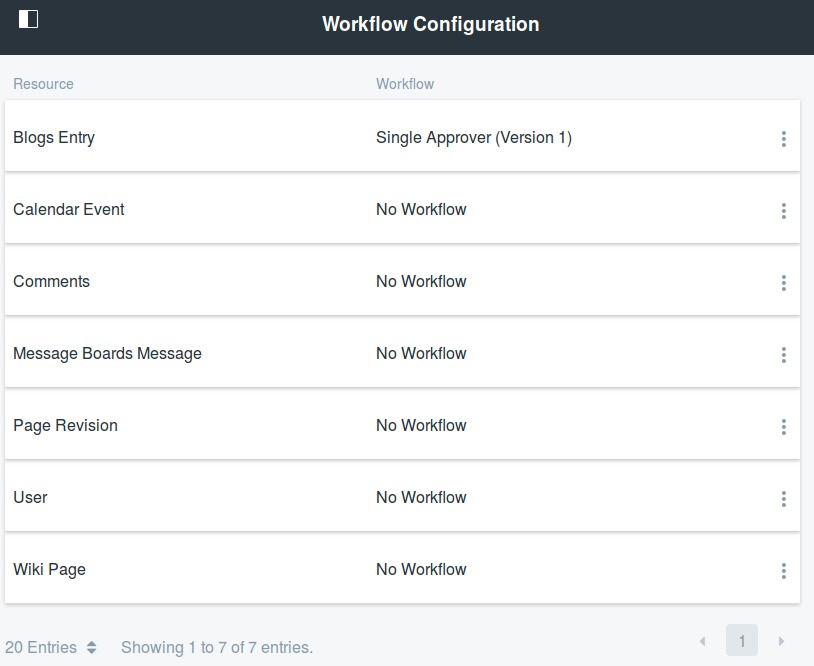 Workflow Configuration
Resource Workflow
Blogs Entry Single Approver (Version 1)
Calendar Event No Workflow
Comments No Workflow
Message Boards Message No Workflow
Page Revision No Workflow
User No Workflow
Wiki Page No Workflow
20 Entries Showing 1 to 7 of 7 entries. 1